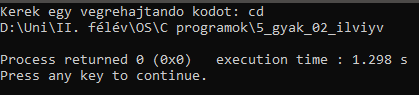 Kerek egy vegrehajtando kodot: cd
D:\Uni\II. félév\OS\C programok\5_gyak_02_ilviyv
Process returned 0 (0x0)   execution time : 1.298 s
Press any key to continue.